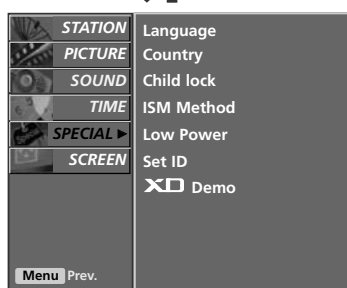 STATION
PICTURE
SOUND
TIME
SPECIAL ►
SCREEN
Menu Prev.
Language
Country
Child lock
ISM Method
Low Power
Set ID
XD Demo